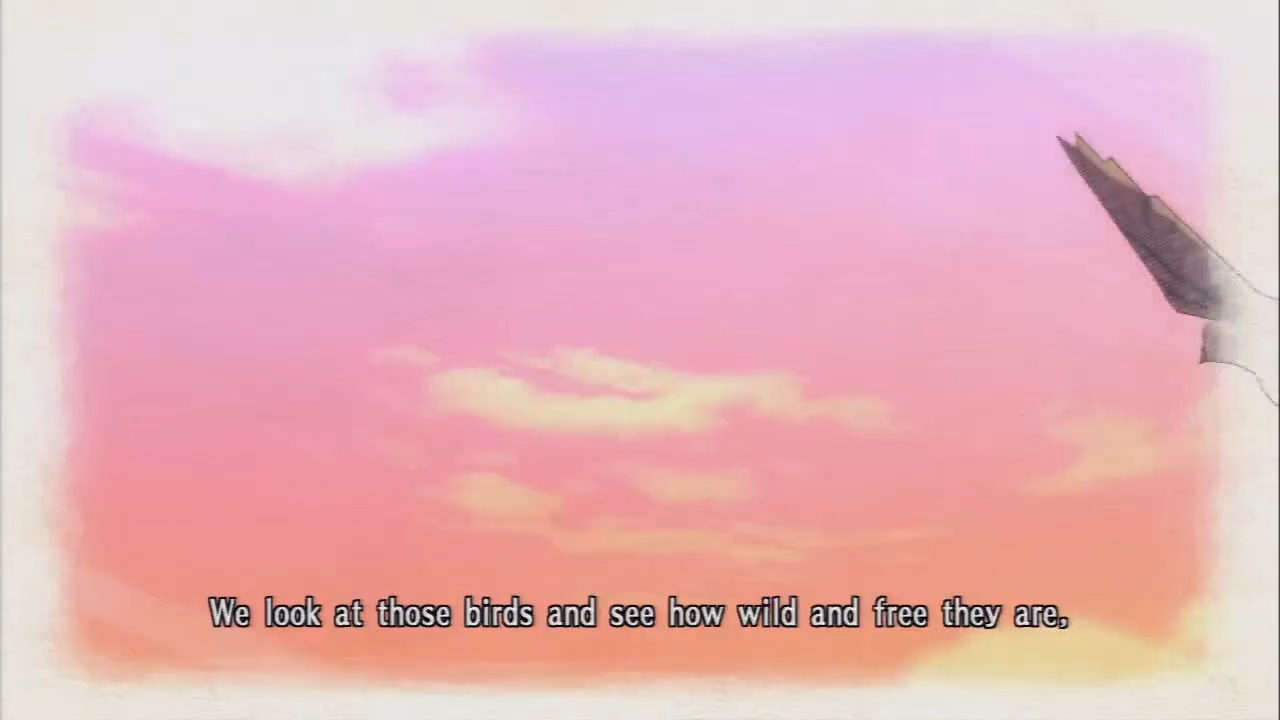 We look at those birds and see how wild and free they are,